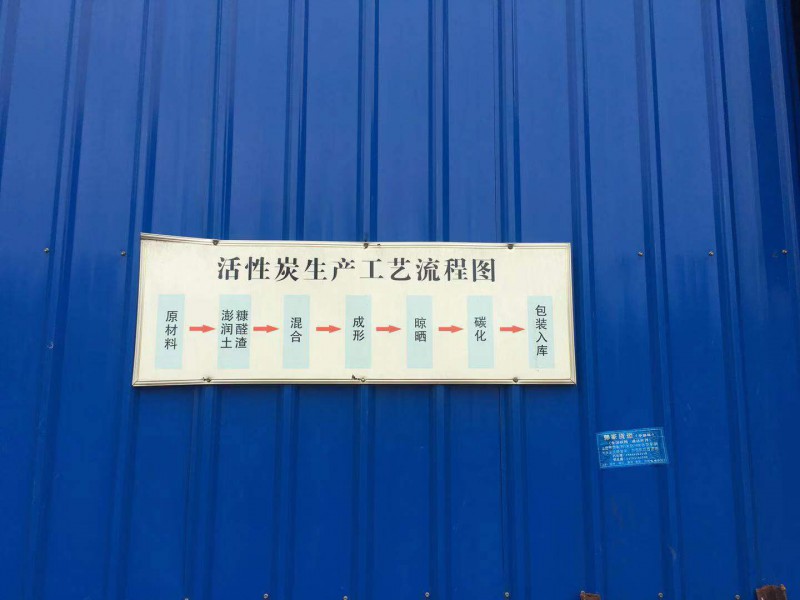 活性炭生产工艺流程图
原材料
糠醛渣
澎润土
混合
成形
晾晒
碳化
包装入库